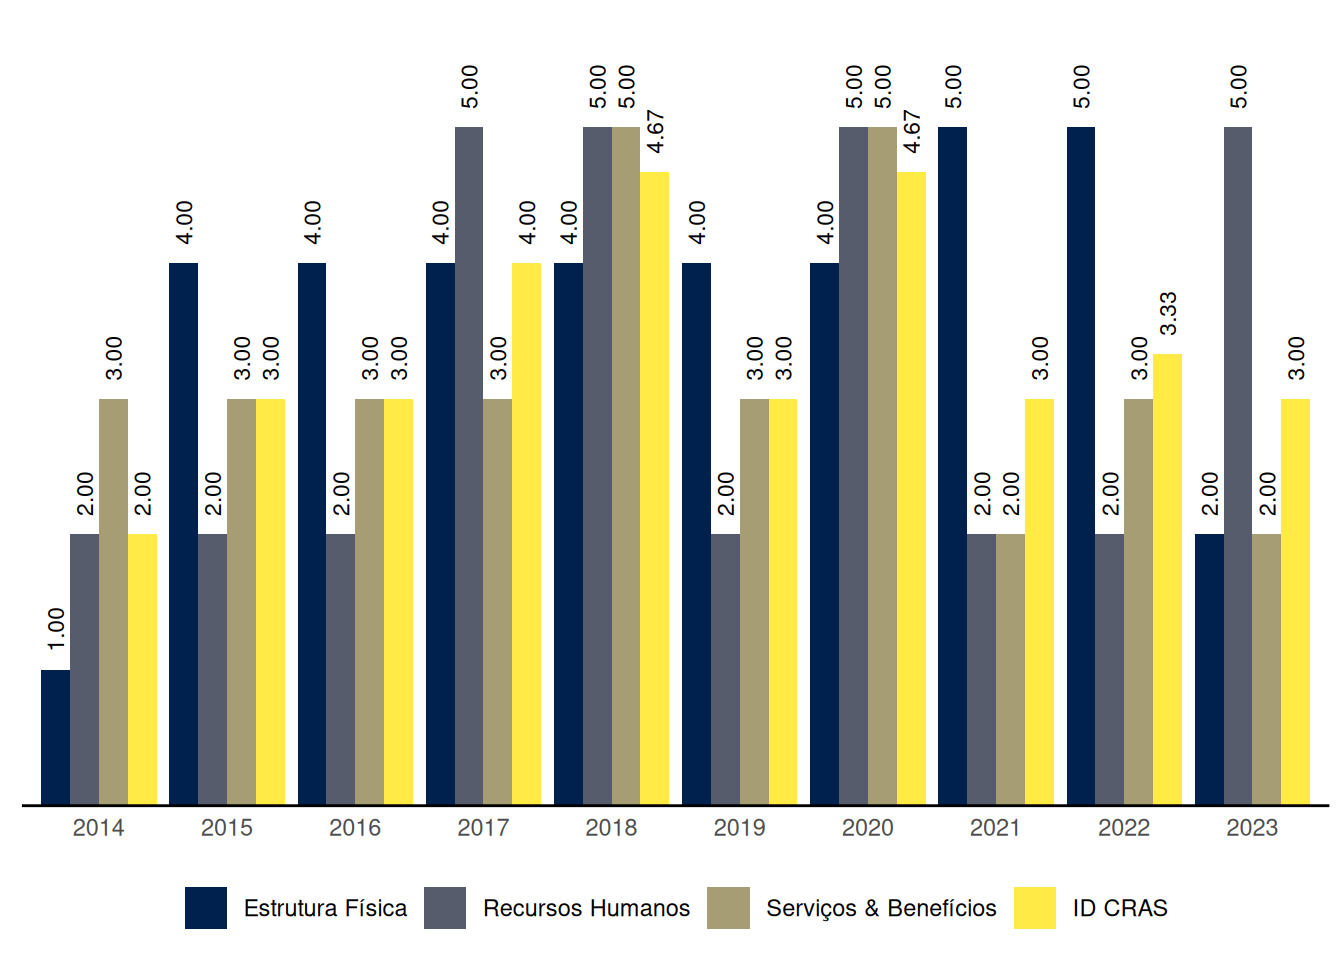 5.00 5.00 5.00 5.00 5.00 5.00 5.00 5.00
4.67 4.67
4.00 4.00 4.00 4.00 4.00 4.00 4.00
3.33
3.00 3.00 3.00 3.00 3.00 3.00 3.00 3.00 3.00 3.00 3.00 3.00
2.00 2.00 2.00 2.00 2.00 2.00 2.00 2.00 2.00 2.00
1.00
2014 2015 2016 2017 2018 2019 2020 2021 2022 2023
Estrutura Física Recursos Humanos Serviços & Benefícios ID CRAS